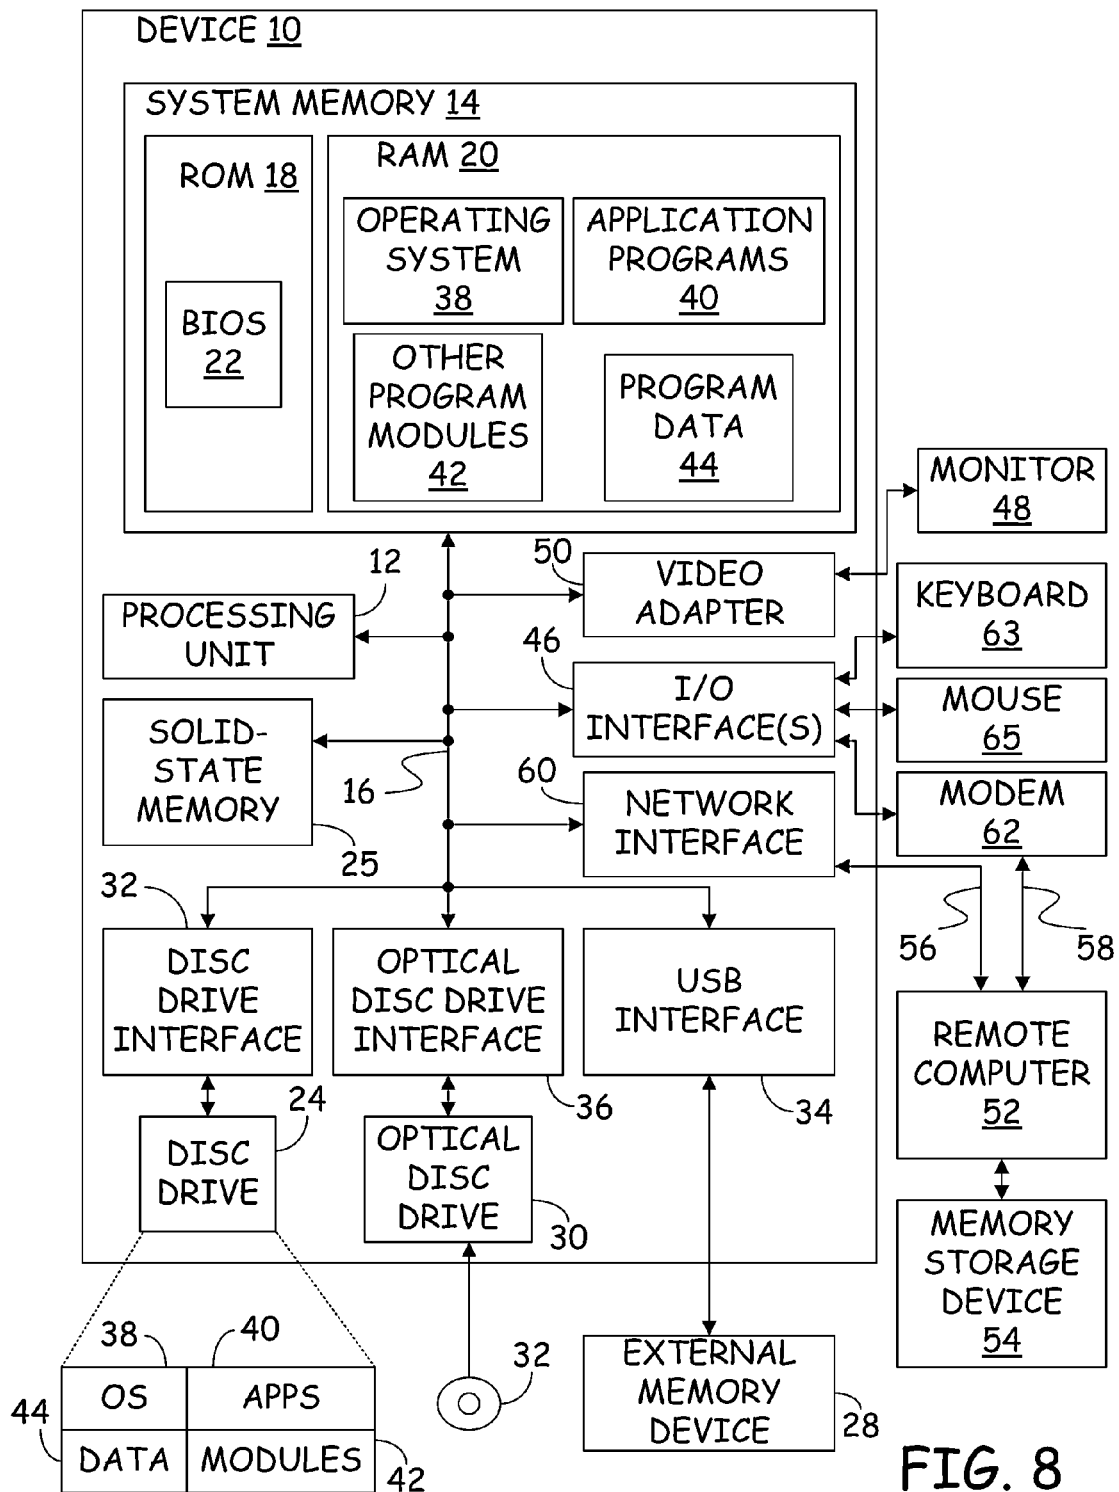 DEVICE 10
SYSTEM MEMORY 14
ROM 18
BIOS
22
RAM 20
OPERATING
SYSTEM
38
APPLICATION
PROGRAMS
40
OTHER
PROGRAM
MODULES
42
PROGRAM
DATA
44
MONITOR
48
12
PROCESSING
UNIT
50
VIDEO
ADAPTER
KEYBOARD
63
46
I/O
INTERFACE(S)
MOUSE
65
SOLID-
STATE
MEMORY
25
16
60
NETWORK
INTERFACE
MODEM
62
56
58
32
DISC
DRIVE
INTERFACE
OPTICAL
DISC DRIVE
INTERFACE
36
USB
INTERFACE
34
REMOTE
COMPUTER
52
24
DISC
DRIVE
OPTICAL
DISC
DRIVE
30
MEMORY
STORAGE
DEVICE
54
38
40
OS
APPS
44
DATA
MODULES
42
32
EXTERNAL
MEMORY
DEVICE
28
FIG. 8